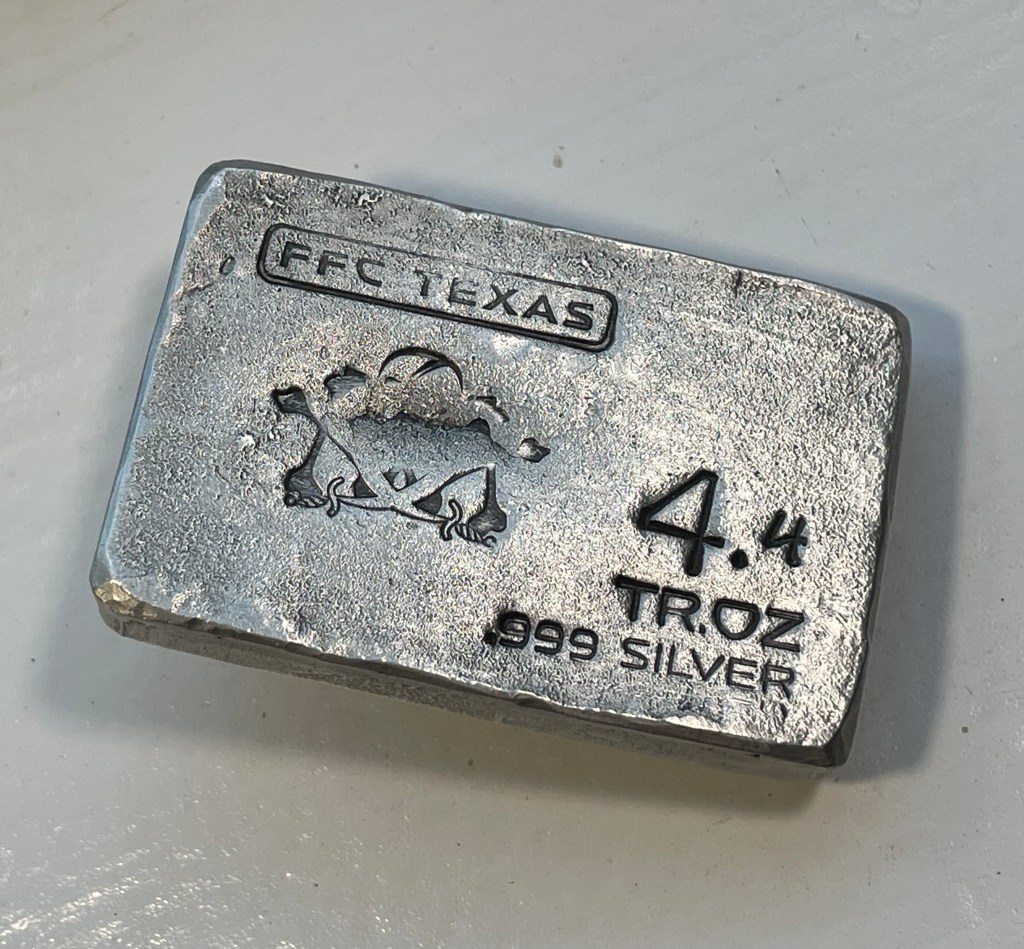 FFC TEXAS
4.4
TR.OZ
.999 SILVER